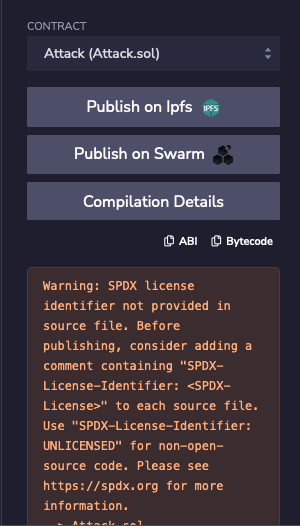 CONTRACT
Attack (Attack.sol)
Publish on Ipfs IPFS
Publish on Swarm
Compilation Details
ABI Bytecode
Warning: SPDX license
identifier not provided in
source file. Before
publishing, consider adding a
comment containing "SPDX-
License-Identifier: <SPDX-
License>" to each source file.
Use "SPDX-License-Identifier:
UNLICENSED" for non-open-
source code. Please see
https://spdx.org for more
information.
--> Attack.sol